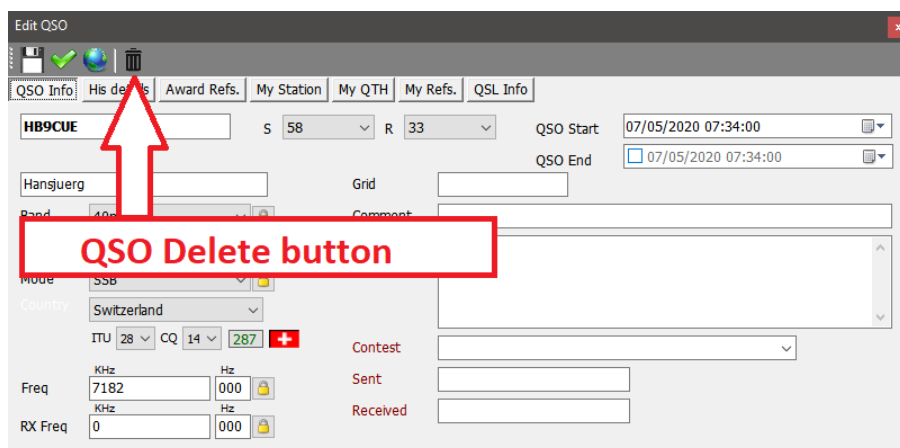 Edit QSO
QSO Info His details Award Refs. My Station My QTH My Refs. QSL Info
HB9CUE S 58 R 33 QSO Start 07/05/2020 07:34:00
QSO End 07/05/2020 07:34:00
Hansjuerg Grid
Band 40m Comment
QSO Delete button
Mode SSB
Country Switzerland
ITU 28 CQ 14 287
Contest
KHz Hz
Freq 7182 000 Sent
KHz Hz
RX Freq 0 000 Received